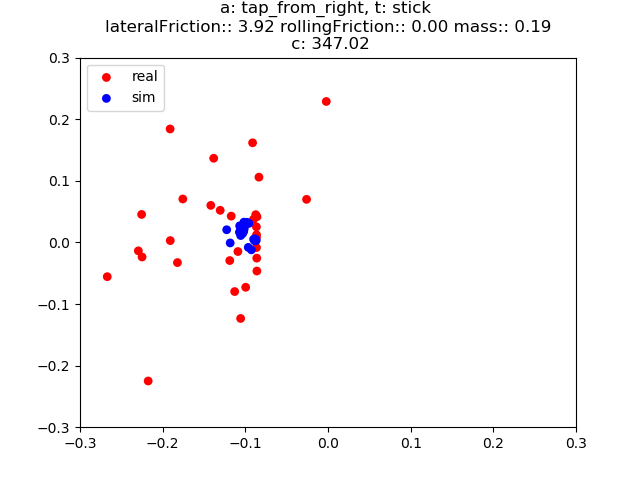 a: tap_from_right, t: stick
lateralFriction:: 3.92 rollingFriction:: 0.00 mass:: 0.19
c: 347.02
real
sim
0.3
0.2
0.1
0.0
−0.1
−0.2
−0.3
−0.3
−0.2
−0.1
0.0
0.1
0.2
0.3